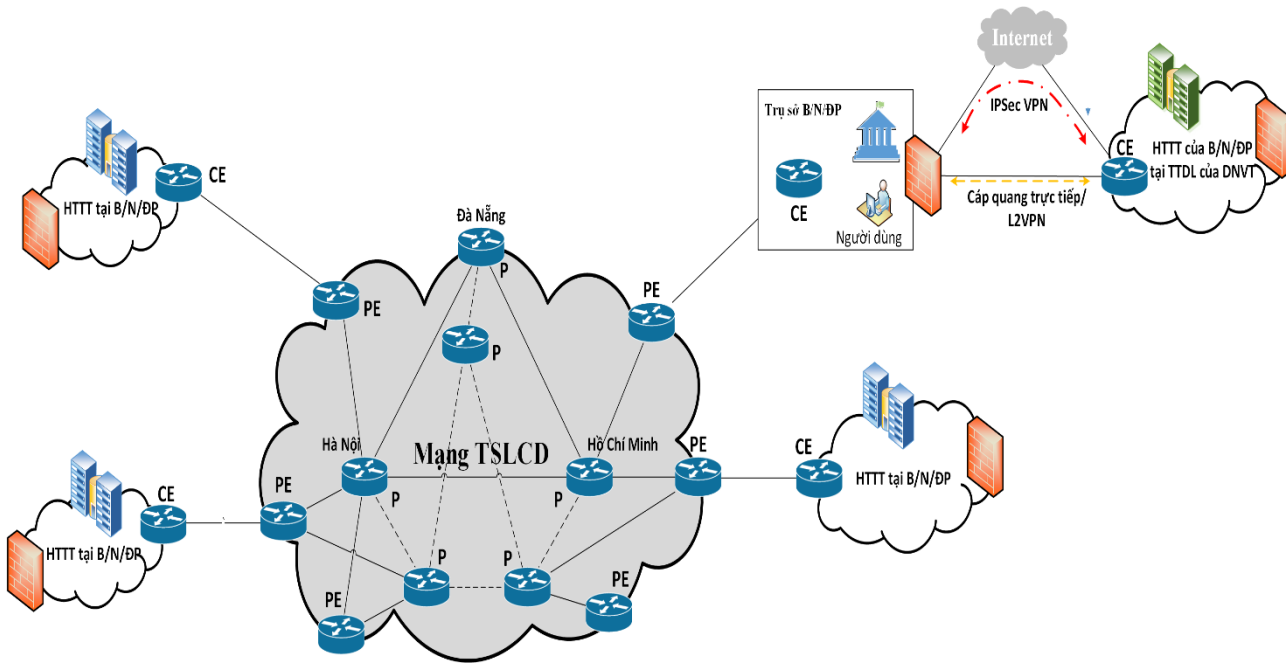 Internet
IPSec VPN
Trụ sở B/N/ĐP
CE
HTTT của B/N/ĐP
tại TTDL của DNVT
CE
HTTT tại B/N/ĐP
CE
Người dùng
Cáp quang trực tiếp/
L2VPN
Đà Nẵng
P
PE
PE
P
Hà Nội
Mạng TSLCD
Hồ Chí Minh
PE
CE
HTTT tại B/N/ĐP
P
P
CE
HTTT tại B/N/ĐP
PE
P
P
PE
PE